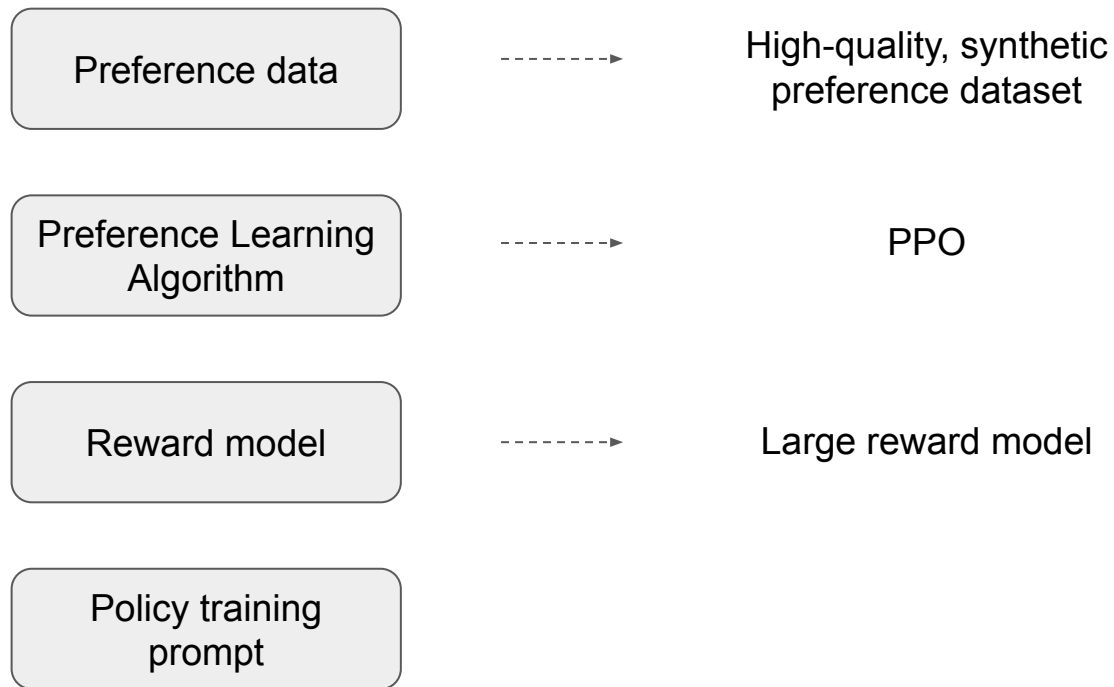 Preference data
High-quality, synthetic
preference dataset
Preference Learning
Algorithm
PPO
Reward model
Large reward model
Policy training
prompt